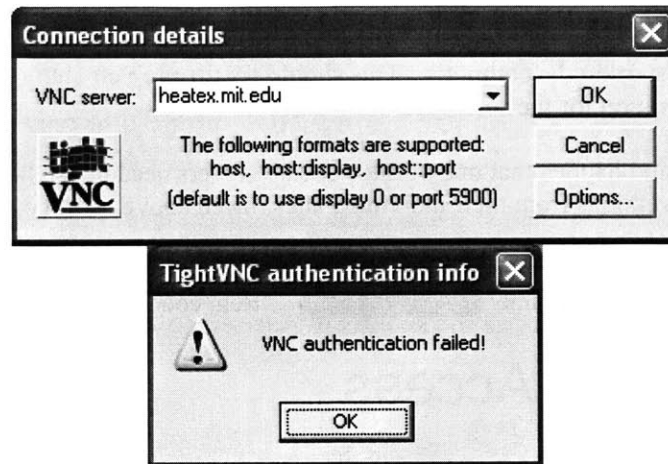 Connection details
VNC server: heatex.mit.edu OK
The following formats are supported:
host, host:display, host::port
(default is to use display 0 or port 5900)
Cancel
Options...
tight
VNC
TightVNC authentication info
VNC authentication failed!
OK